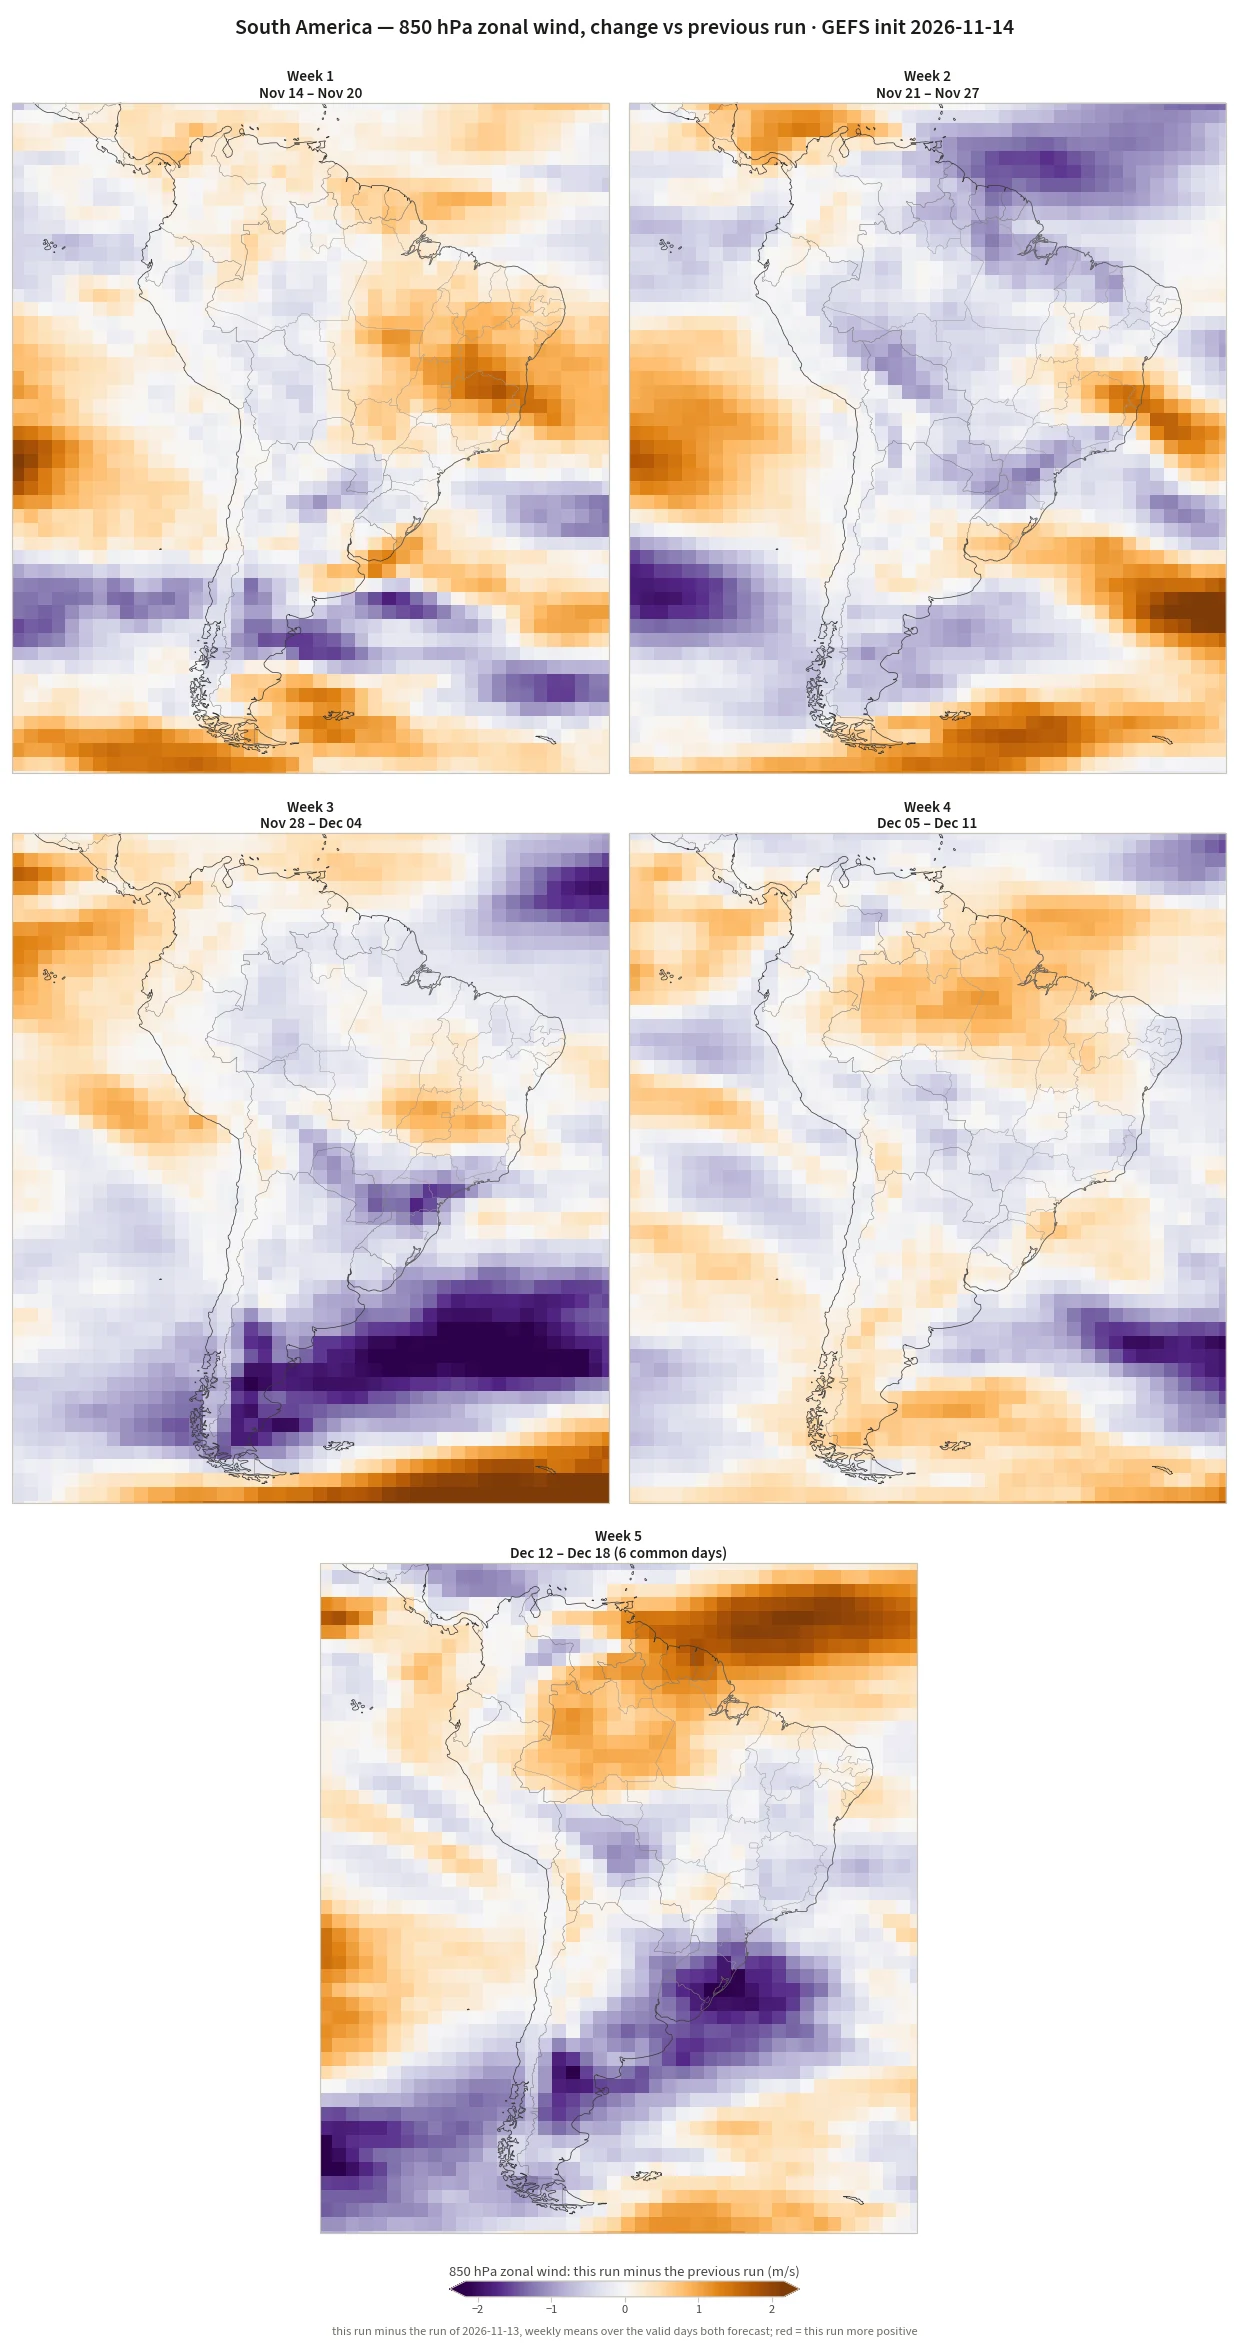 South America — 850 hPa zonal wind, change vs previous run · GEFS init 2026-11-14
Week 1
Nov 14 – Nov 20
Week 2
Nov 21 – Nov 27
Week 3
Nov 28 – Dec 04
Week 4
Dec 05 – Dec 11
Week 5
Dec 12 – Dec 18 (6 common days)
850 hPa zonal wind: this run minus the previous run (m/s)
−2 −1 0 1 2
this run minus the run of 2026-11-13, weekly means over the valid days both forecast; red = this run more positive